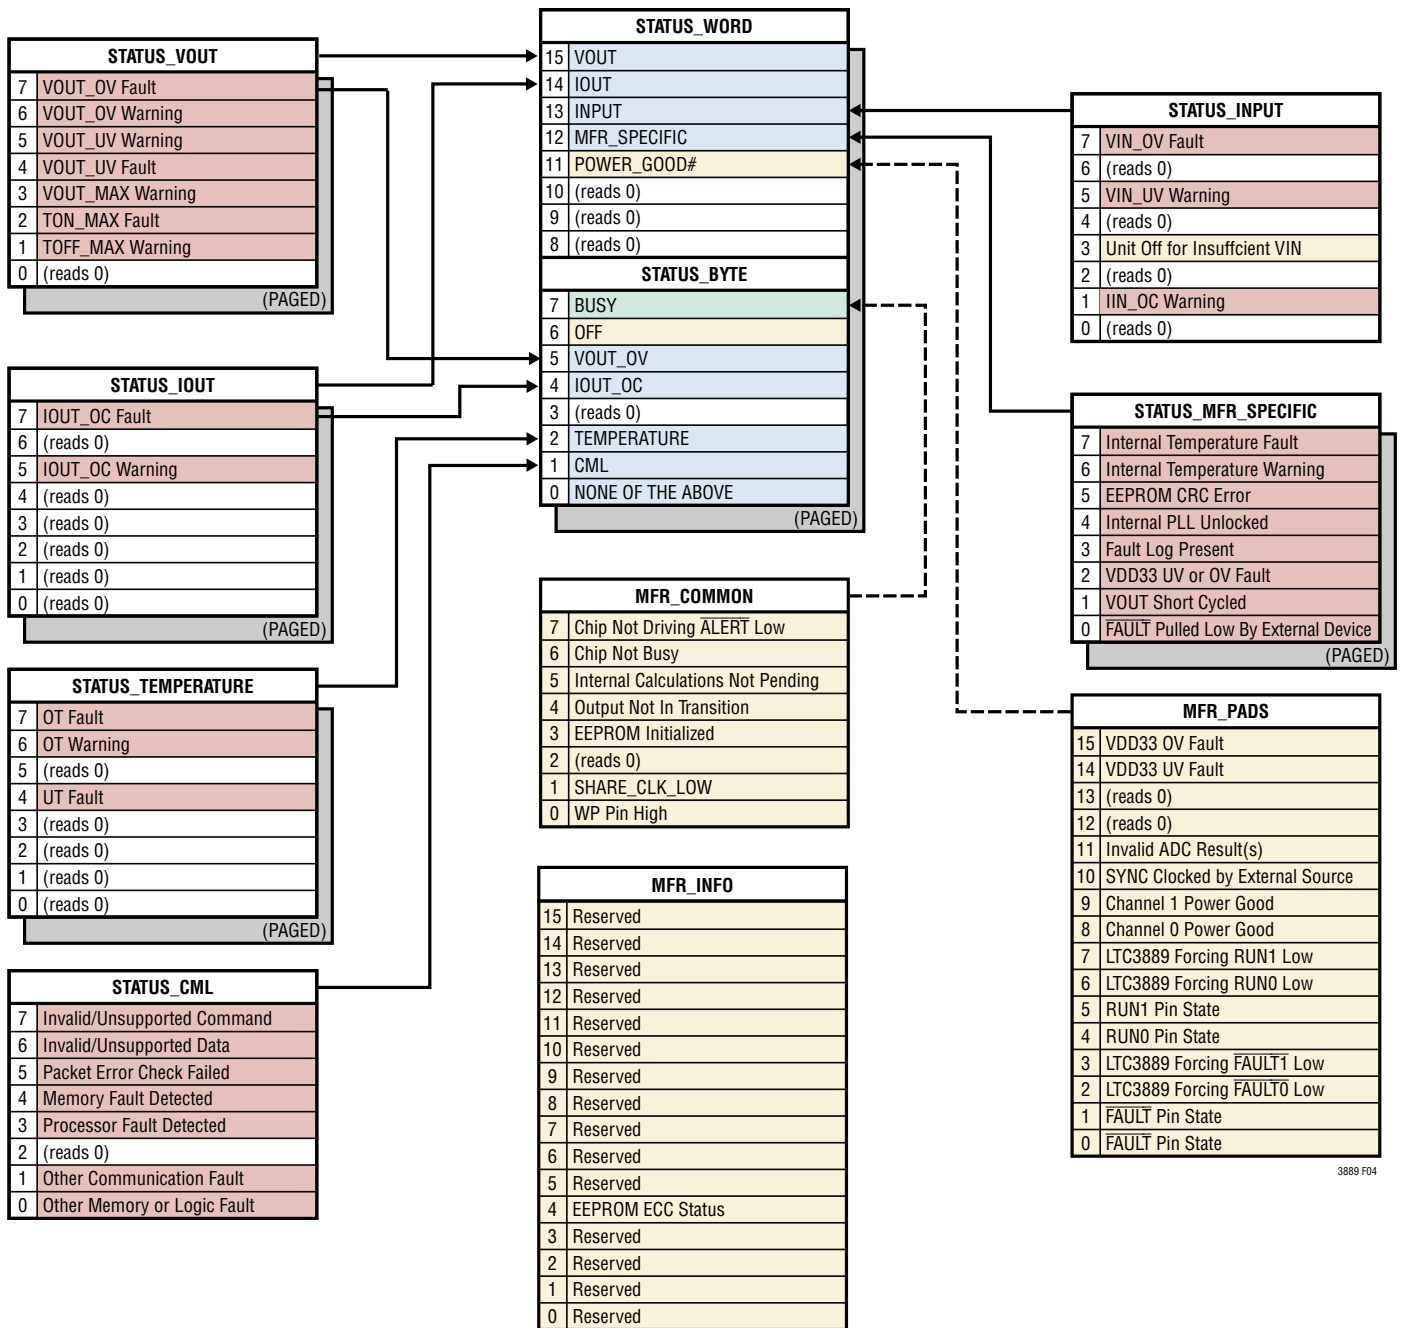 STATUS_VOUT
7 VOUT_OV Fault
6 VOUT_OV Warning
5 VOUT_UV Warning
4 VOUT_UV Fault
3 VOUT_MAX Warning
2 TON_MAX Fault
1 TOFF_MAX Warning
0 (reads 0)
(PAGED)
STATUS_IOUT
7 IOUT_OC Fault
6 (reads 0)
5 IOUT_OC Warning
4 (reads 0)
3 (reads 0)
2 (reads 0)
1 (reads 0)
0 (reads 0)
(PAGED)
STATUS_TEMPERATURE
7 OT Fault
6 OT Warning
5 (reads 0)
4 UT Fault
3 (reads 0)
2 (reads 0)
1 (reads 0)
0 (reads 0)
(PAGED)
STATUS_CML
7 Invalid/Unsupported Command
6 Invalid/Unsupported Data
5 Packet Error Check Failed
4 Memory Fault Detected
3 Processor Fault Detected
2 (reads 0)
1 Other Communication Fault
0 Other Memory or Logic Fault
STATUS_WORD
15 VOUT
14 IOUT
13 INPUT
12 MFR_SPECIFIC
11 POWER_GOOD#
10 (reads 0)
9 (reads 0)
8 (reads 0)
STATUS_BYTE
7 BUSY
6 OFF
5 VOUT_OV
4 IOUT_OC
3 (reads 0)
2 TEMPERATURE
1 CML
0 NONE OF THE ABOVE
(PAGED)
MFR_COMMON
7 Chip Not Driving ALERT Low
6 Chip Not Busy
5 Internal Calculations Not Pending
4 Output Not In Transition
3 EEPROM Initialized
2 (reads 0)
1 SHARE_CLK_LOW
0 WP Pin High
MFR_INFO
15 Reserved
14 Reserved
13 Reserved
12 Reserved
11 Reserved
10 Reserved
9 Reserved
8 Reserved
7 Reserved
6 Reserved
5 Reserved
4 EEPROM ECC Status
3 Reserved
2 Reserved
1 Reserved
0 Reserved
STATUS_INPUT
7 VIN_OV Fault
6 (reads 0)
5 VIN_UV Warning
4 (reads 0)
3 Unit Off for Insuffcient VIN
2 (reads 0)
1 IIN_OC Warning
0 (reads 0)
STATUS_MFR_SPECIFIC
7 Internal Temperature Fault
6 Internal Temperature Warning
5 EEPROM CRC Error
4 Internal PLL Unlocked
3 Fault Log Present
2 VDD33 UV or OV Fault
1 VOUT Short Cycled
0 FAULT Pulled Low By External Device
(PAGED)
MFR_PADS
15 VDD33 OV Fault
14 VDD33 UV Fault
13 (reads 0)
12 (reads 0)
11 Invalid ADC Result(s)
10 SYNC Clocked by External Source
9 Channel 1 Power Good
8 Channel 0 Power Good
7 LTC3889 Forcing RUN1 Low
6 LTC3889 Forcing RUN0 Low
5 RUN1 Pin State
4 RUN0 Pin State
3 LTC3889 Forcing FAULT1 Low
2 LTC3889 Forcing FAULT0 Low
1 FAULT Pin State
0 FAULT Pin State
3889 F04